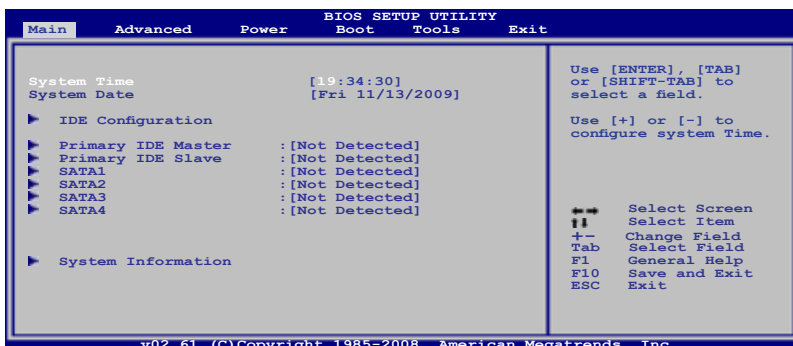 BIOS SETUP UTILITY
Main Advanced Power Boot Tools Exit
System Time [19:34:30]
System Date [Fri 11/13/2009]
IDE Configuration
Primary IDE Master :[Not Detected]
Primary IDE Slave :[Not Detected]
SATA1 :[Not Detected]
SATA2 :[Not Detected]
SATA3 :[Not Detected]
SATA4 :[Not Detected]
System Information
Use [ENTER], [TAB]
or [SHIFT-TAB] to
select a field.
Use [+] or [-] to
configure system Time.
←→ Select Screen
↑↓ Select Item
+- Change Field
Tab Select Field
F1 General Help
F10 Save and Exit
ESC Exit
v02.61 (C)Copyright 1985-2008, American Megatrends, Inc.